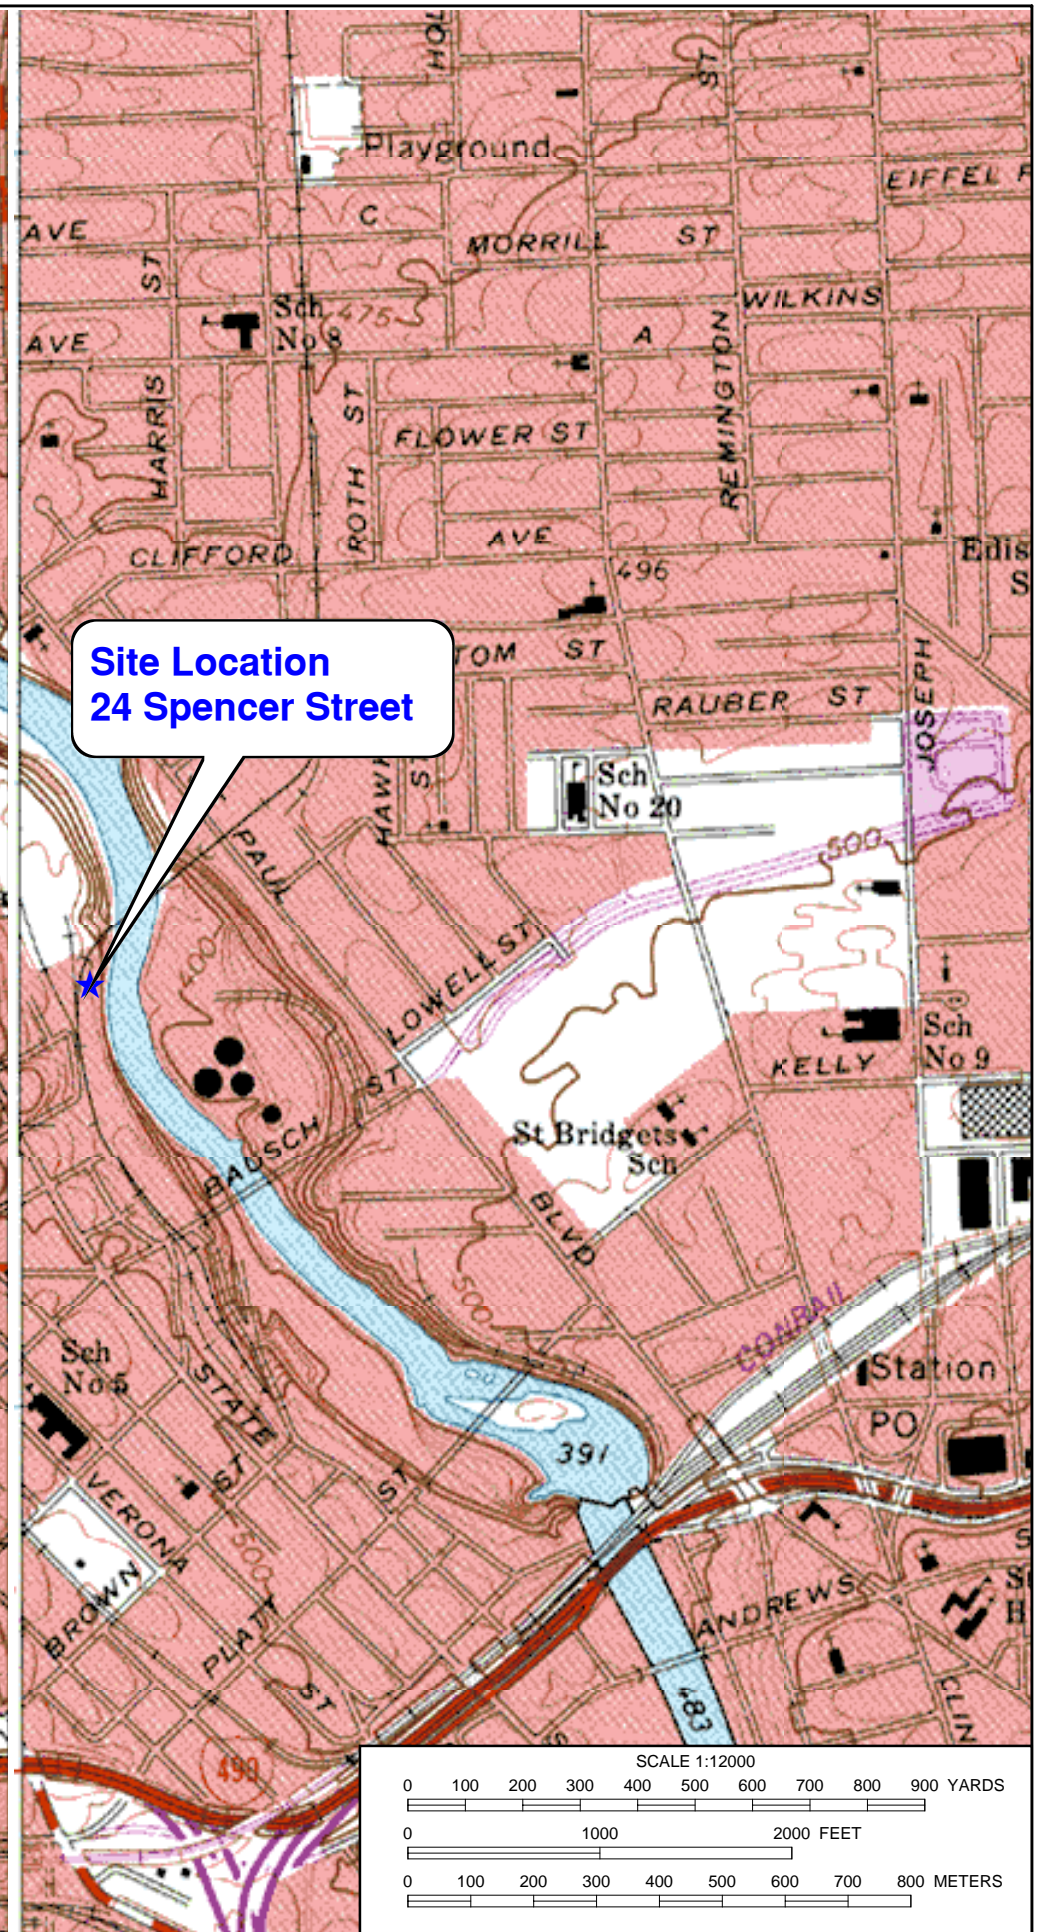 HOL
ST
Playground
EIFFEL
C
AVE
MORRILL ST
ST
WILKINS
Sch
No 8
475
AVE
A
REMINGTON
HARRIS
ST
FLOWER ST
ROTH
AVE
CLIFFORD
496
Edis
S
Site Location
24 Spencer Street
TOM ST
RAUBER ST
JOSEPH
Sch
No 20
HAWK
ST
500
PAUL
LOWELL ST
400
ST
Sch
No 9
KELLY
BAUSCH
St Bridgets
Sch
BLVD
500
CONRAIL
Sch
No 5
STATE
Station
PO
391
ST
ST
VERONA
500
BROWN
PLATT
ST
ANDREWS
S
S
H
483
CLIN
S
490
SCALE 1:12000
0 100 200 300 400 500 600 700 800 900 YARDS
0 1000 2000 FEET
0 100 200 300 400 500 600 700 800 METERS